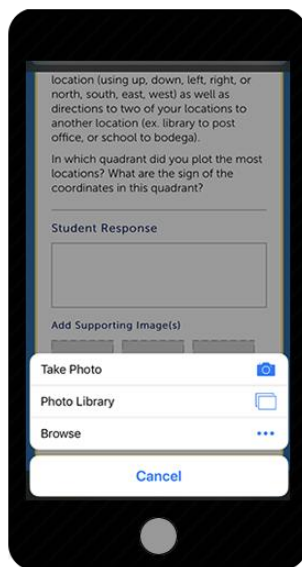 location (using up, down, left, right, or
north, south, east, west) as well as
directions to two of your locations to
another location (ex. library to post
office, or school to bodega).
In which quadrant did you plot the most
locations? What are the sign of the
coordinates in this quadrant?
Student Response
Add Supporting Image(s)
Take Photo
Photo Library
Browse
Cancel